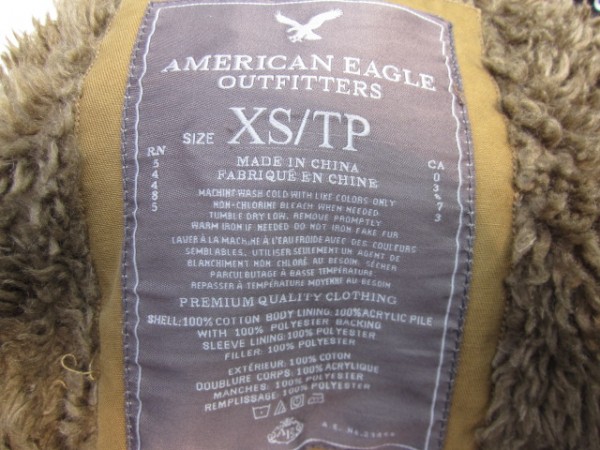 AMERICAN EAGLE
OUTFITTERS
SIZE XS/TP
RN 54485
CA 03573
MADE IN CHINA
FABRIQUÉ EN CHINE
MACHINE WASH COLD WITH LIKE COLORS ONLY
NON-CHLORINE BLEACH WHEN NEEDED
TUMBLE DRY LOW. REMOVE PROMPTLY
WARM IRON IF NEEDED DO NOT IRON FAKE FUR
LAVER À LA MACHINE À L'EAU FROIDE AVEC DES COULEURS
SEMBLABLES. UTILISER SEULEMENT UN AGENT DE
BLANCHIMENT NON CHLORÉ AU BESOIN. SÉCHER
PAR CULBUTAGE À BASSE TEMPÉRATURE.
REPASSER À TEMPÉRATURE MOYENNE AU BESOIN
PREMIUM QUALITY CLOTHING
SHELL:100% COTTON BODY LINING:100%ACRYLIC PILE
WITH 100% POLYESTER BACKING
SLEEVE LINING:100% POLYESTER
FILLER: 100% POLYESTER
EXTÉRIEUR: 100% COTON
DOUBLURE CORPS: 100% ACRYLIQUE
MANCHES: 100% POLYESTER
REMPLISSAGE: 100% POLYESTER